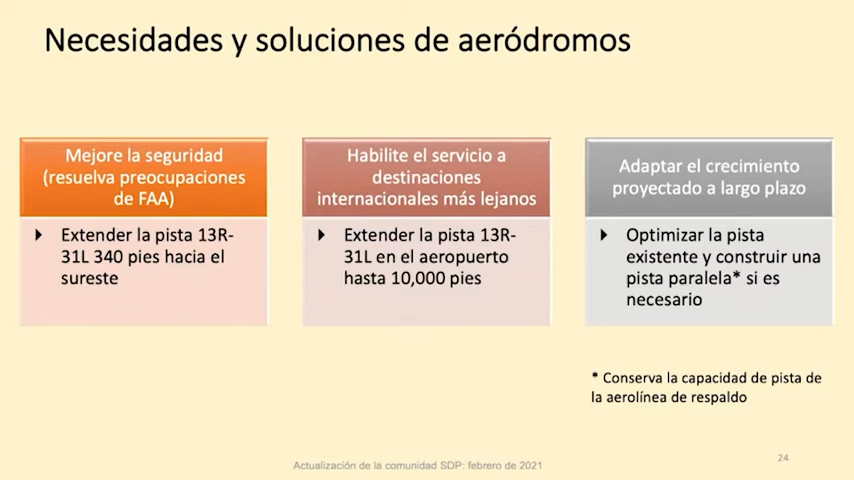 Necesidades y soluciones de aeródromos
Mejore la seguridad
(resuelva preocupaciones
de FAA)
Extender la pista 13R-
31L 340 pies hacia el
sureste
Habilite el servicio a
destinaciones
internacionales más lejanos
Extender la pista 13R-
31L en el aeropuerto
hasta 10,000 pies
Adaptar el crecimiento
proyectado a largo plazo
Optimizar la pista
existente y construir una
pista paralela* si es
necesario
* Conserva la capacidad de pista de
la aerolínea de respaldo
Actualización de la comunidad SDP: febrero de 2021
24